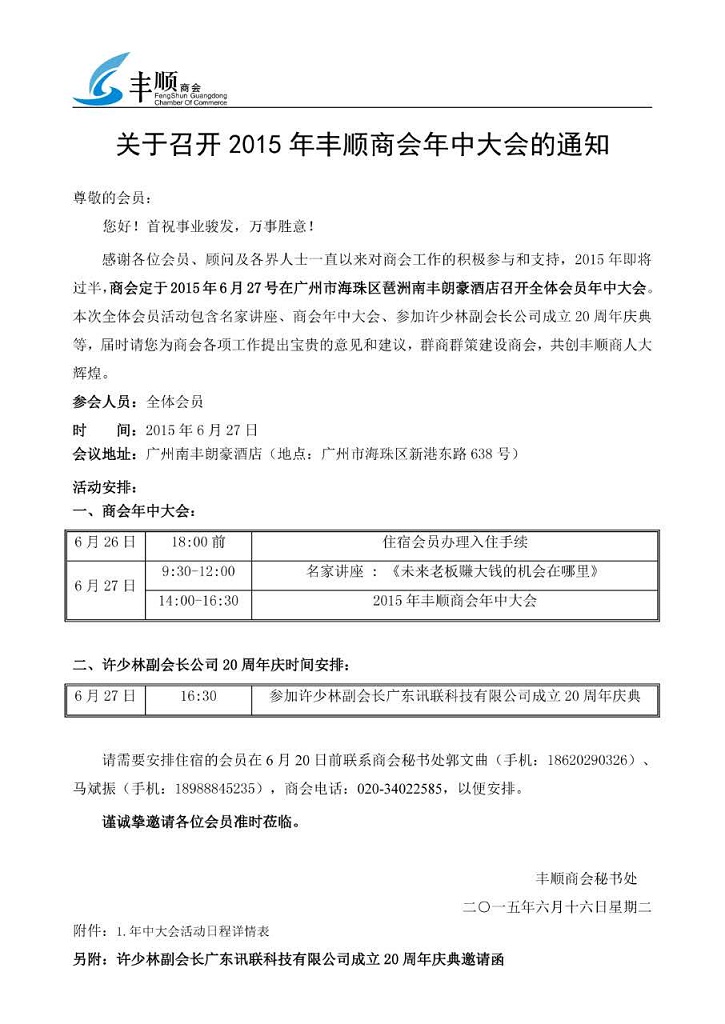 丰顺商会
FengShun Guangdong
Chamber Of Commerce
关于召开 2015 年丰顺商会年中大会的通知
尊敬的会员：
您好！首祝事业骏发，万事胜意！
感谢各位会员、顾问及各界人士一直以来对商会工作的积极参与和支持，2015 年即将
过半，商会定于 2015 年 6 月 27 号在广州市海珠区琶洲南丰朗豪酒店召开全体会员年中大会。
本次全体会员活动包含名家讲座、商会年中大会、参加许少林副会长公司成立 20 周年庆典
等，届时请您为商会各项工作提出宝贵的意见和建议，群商群策建设商会，共创丰顺商人大
辉煌。
参会人员：全体会员
时 间：2015 年 6 月 27 日
会议地址：广州南丰朗豪酒店（地点：广州市海珠区新港东路 638 号）
活动安排：
一、商会年中大会：
6 月 26 日 18:00 前 住宿会员办理入住手续
6 月 27 日 9:30-12:00 名家讲座 ：《未来老板赚大钱的机会在哪里》
14:00-16:30 2015 年丰顺商会年中大会
二、许少林副会长公司 20 周年庆时间安排：
6 月 27 日 16:30 参加许少林副会长广东讯联科技有限公司成立 20 周年庆典
请需要安排住宿的会员在 6 月 20 日前联系商会秘书处郭文曲（手机：18620290326）、
马斌振（手机：18988845235），商会电话：020-34022585，以便安排。
谨诚挚邀请各位会员准时莅临。
丰顺商会秘书处
二〇一五年六月十六日星期二
附件：1.年中大会活动日程详情表
另附：许少林副会长广东讯联科技有限公司成立 20 周年庆典邀请函